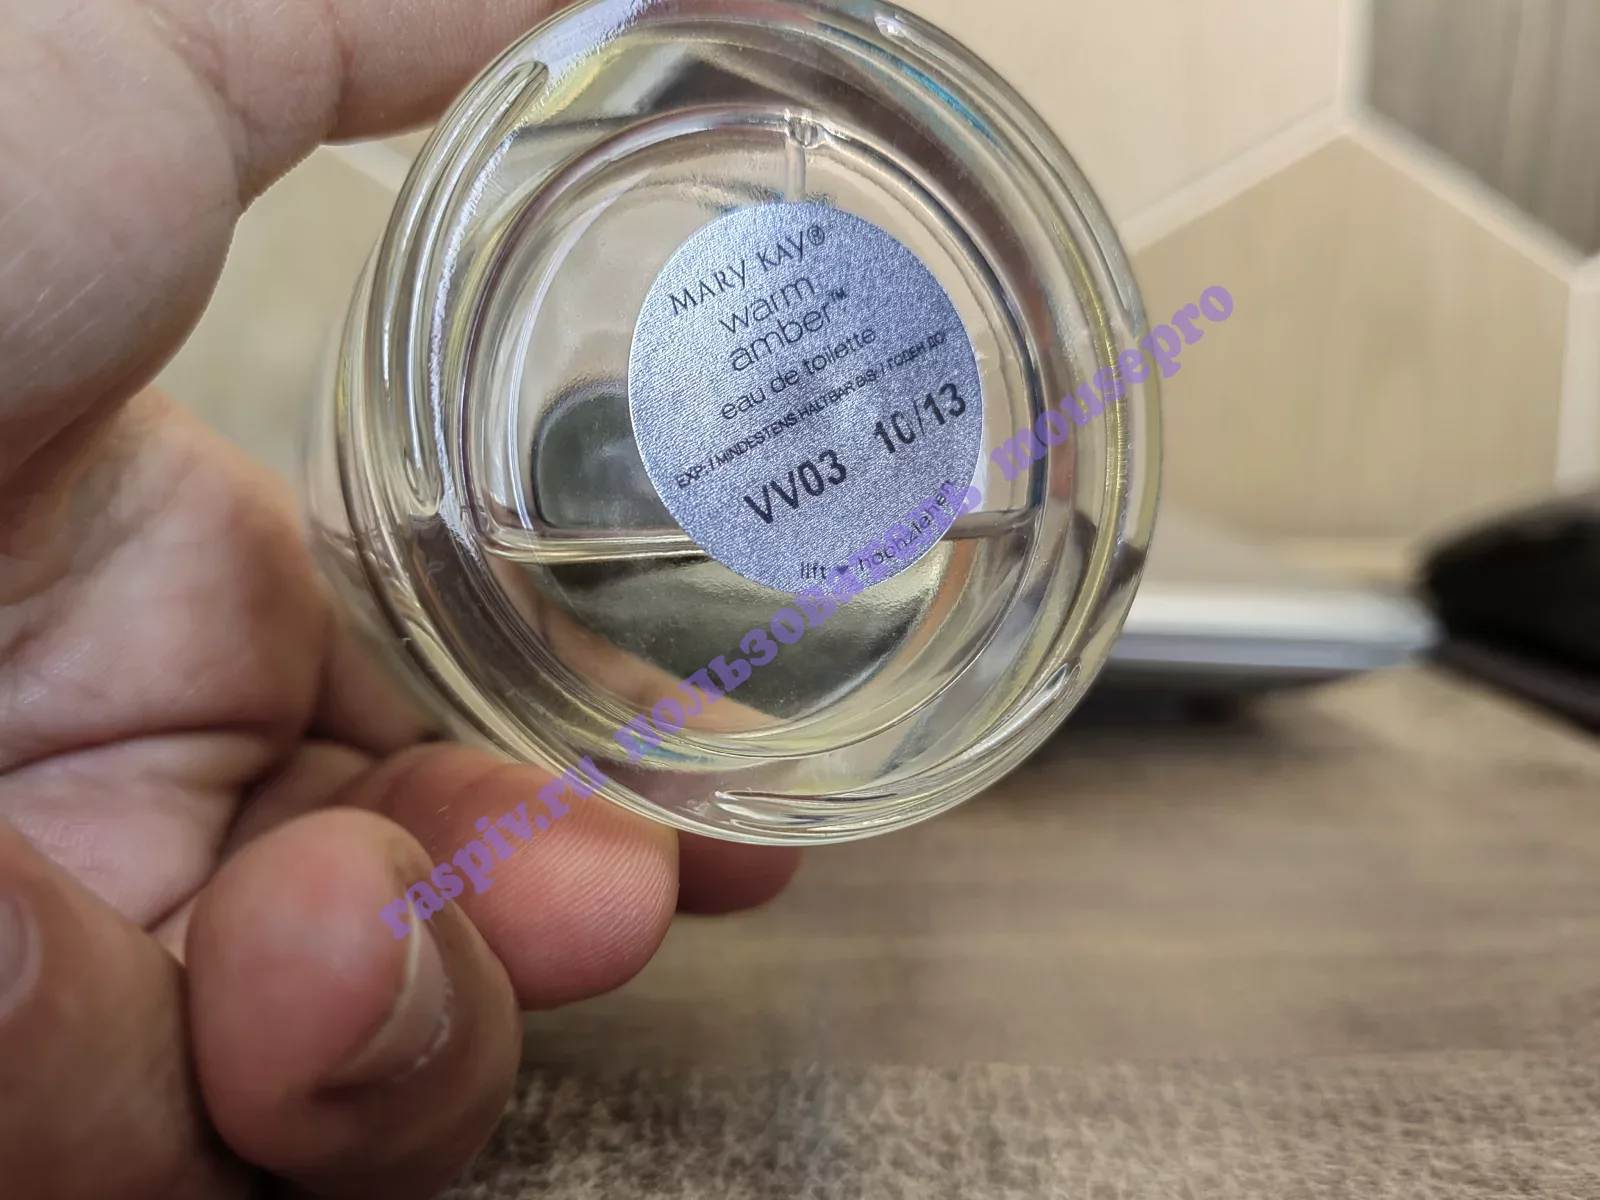 MARY KAY®
warm
amber™
eau de toilette
EXP. / MINDESTENS HALTBAR BIS / ГОДЕН ДО
VV03 10/13
lift hochziehen
raspiv.ru пользователь mousepro